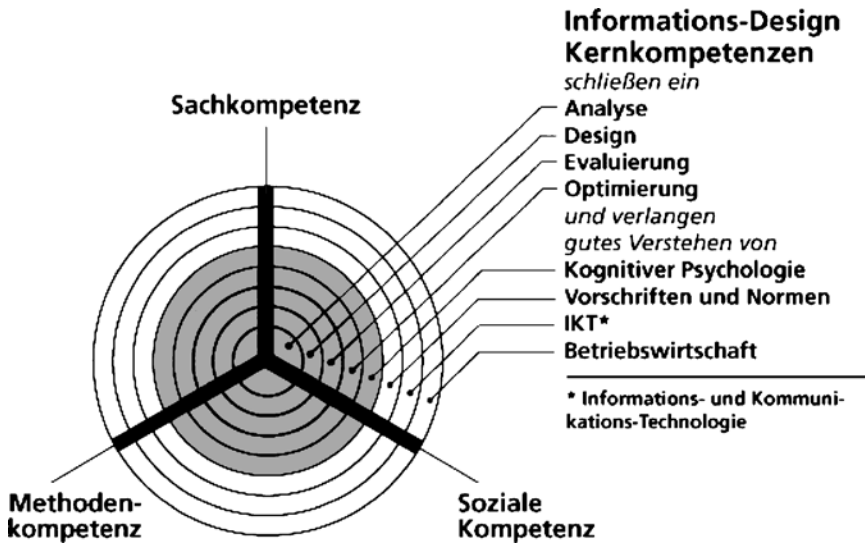 Informations-Design
Kernkompetenzen
schließen ein
Analyse
Design
Evaluierung
Optimierung
und verlangen
gutes Verstehen von
Kognitiver Psychologie
Vorschriften und Normen
IKT*
Betriebswirtschaft
* Informations- und Kommuni-
kations-Technologie
Sachkompetenz
Methoden-
kompetenz
Soziale
Kompetenz